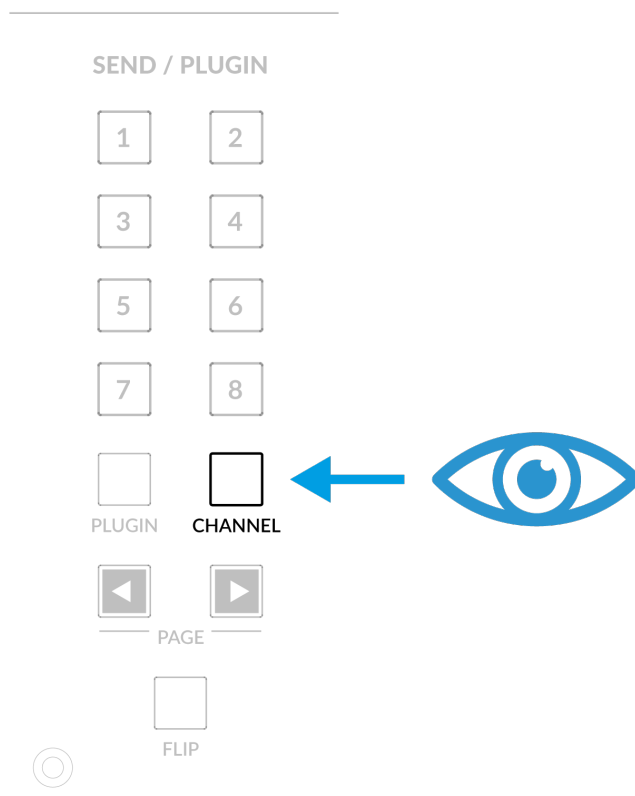 SEND / PLUGIN
1 2
3 4
5 6
7 8
PLUGIN CHANNEL
PAGE
FLIP